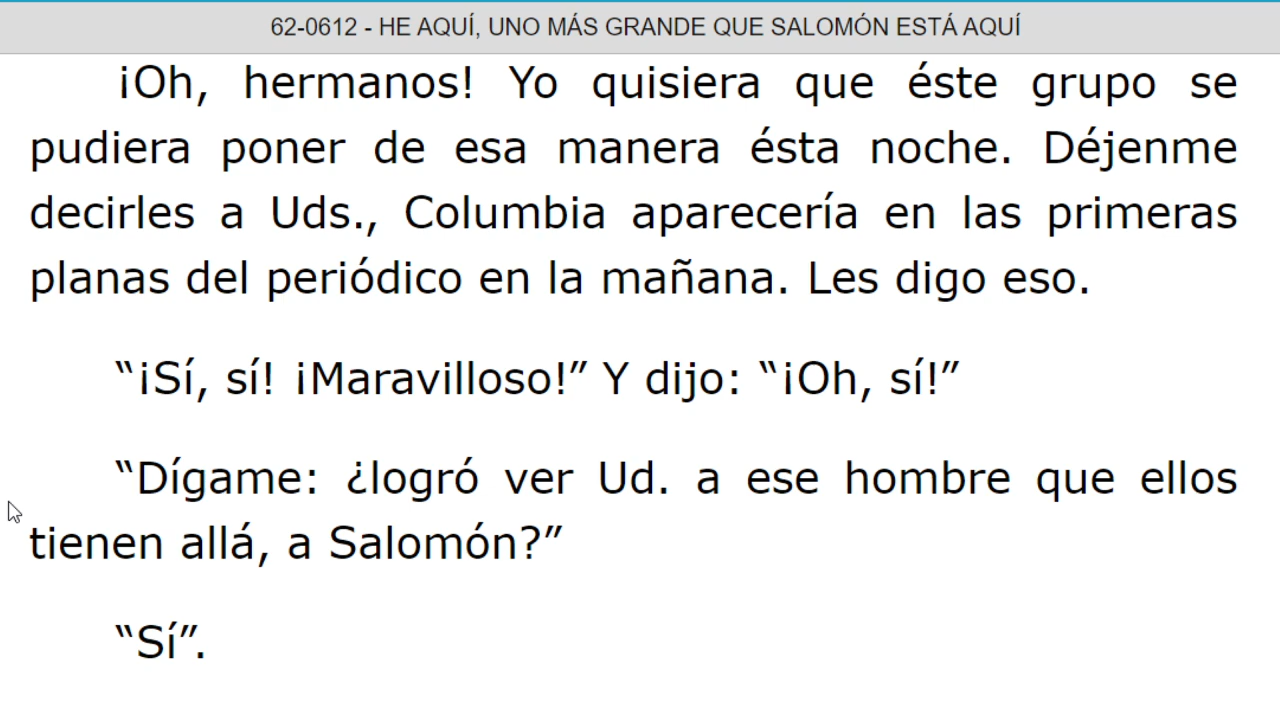 62-0612 - HE AQUÍ, UNO MÁS GRANDE QUE SALOMÓN ESTÁ AQUÍ
¡Oh, hermanos! Yo quisiera que éste grupo se
pudiera poner de esa manera ésta noche. Déjenme
decirles a Uds., Columbia aparecería en las primeras
planas del periódico en la mañana. Les digo eso.
“¡Sí, sí! ¡Maravilloso!” Y dijo: “¡Oh, sí!”
“Dígame: ¿logró ver Ud. a ese hombre que ellos
tienen allá, a Salomón?”
“Sí”.